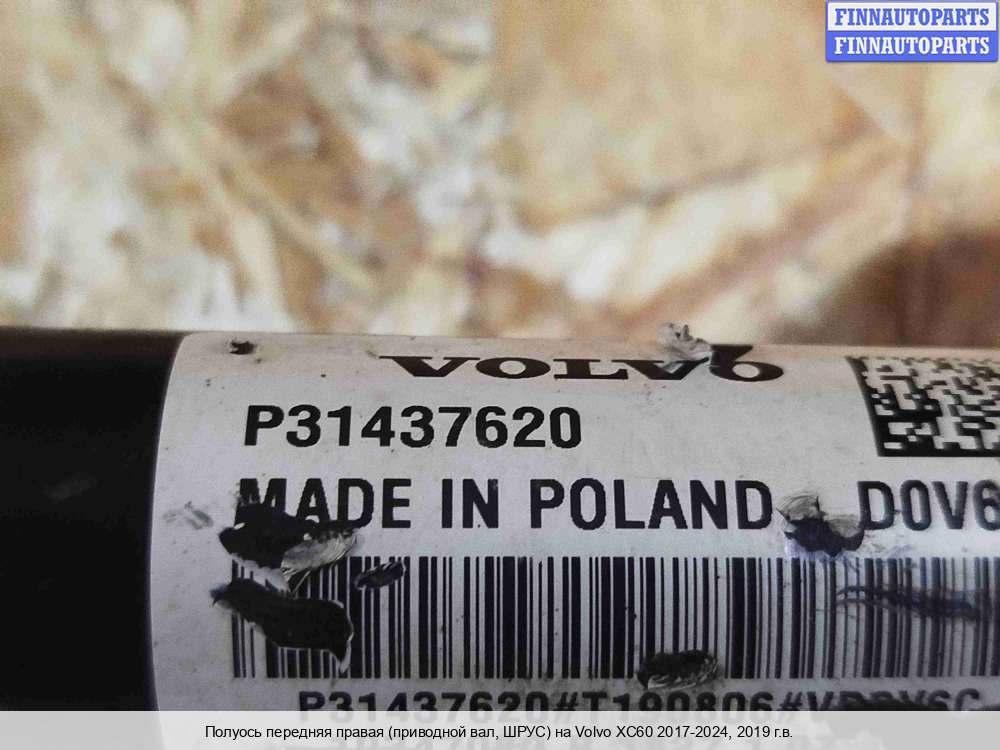 FINNAUTOPARTS
FINNAUTOPARTS
VOLVO
P31437620
MADE IN POLAND D0V6
Полуось передняя правая (приводной вал, ШРУС) на Volvo XC60 2017-2024, 2019 г.в.